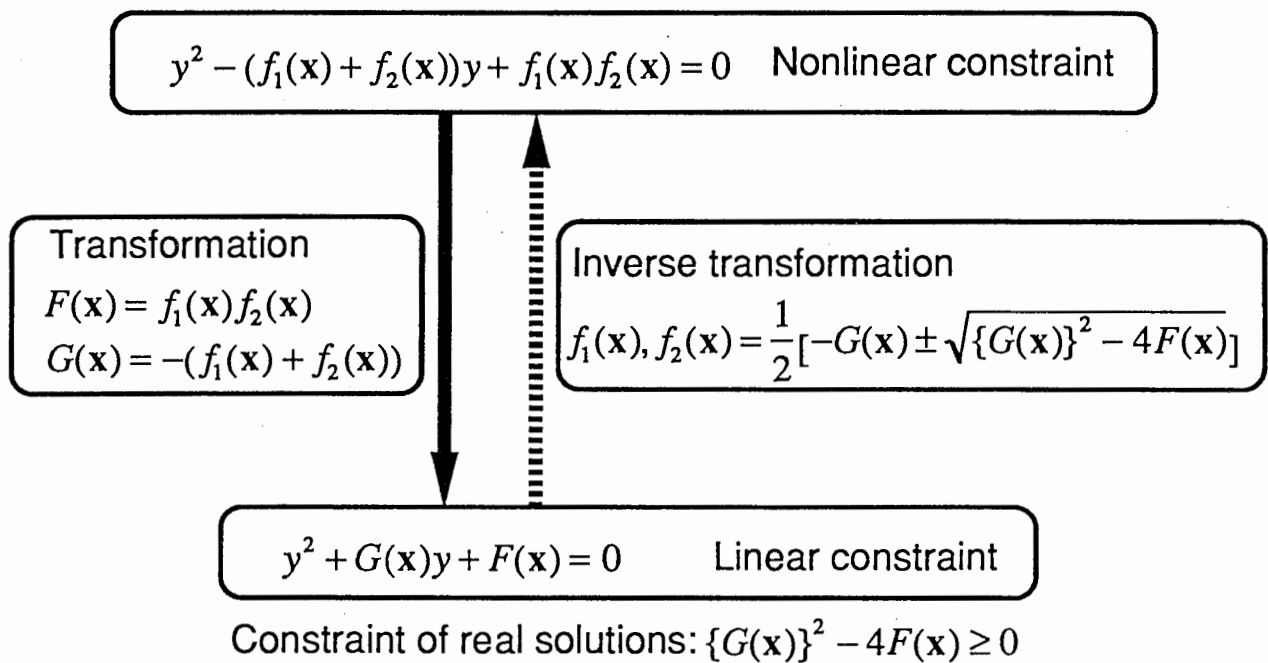 y² − (f₁(x) + f₂(x))y + f₁(x)f₂(x) = 0 Nonlinear constraint
Transformation
F(x) = f₁(x)f₂(x)
G(x) = −(f₁(x) + f₂(x))
Inverse transformation
f₁(x), f₂(x) = 1/2 [−G(x) ± √({G(x)}² − 4F(x))]
y² + G(x)y + F(x) = 0 Linear constraint
Constraint of real solutions: {G(x)}² − 4F(x) ≥ 0